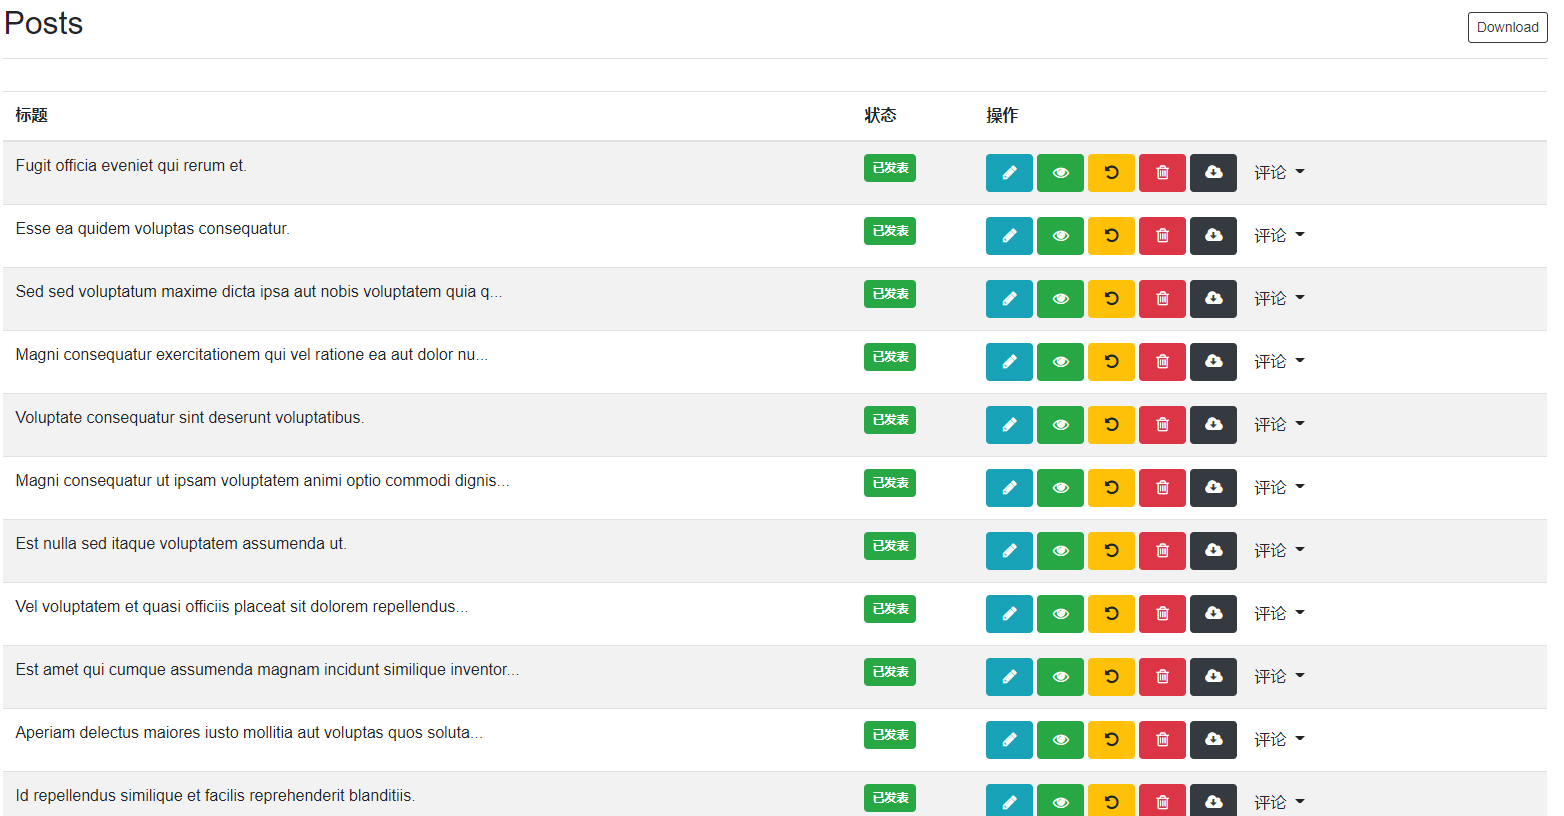 Posts
Download
标题 状态 操作
Fugit officia eveniet qui rerum et. 已发表 评论
Esse ea quidem voluptas consequatur. 已发表 评论
Sed sed voluptatum maxime dicta ipsa aut nobis voluptatem quia q... 已发表 评论
Magni consequatur exercitationem qui vel ratione ea aut dolor nu... 已发表 评论
Voluptate consequatur sint deserunt voluptatibus. 已发表 评论
Magni consequatur ut ipsam voluptatem animi optio commodi dignis... 已发表 评论
Est nulla sed itaque voluptatem assumenda ut. 已发表 评论
Vel voluptatem et quasi officiis placeat sit dolorem repellendus... 已发表 评论
Est amet qui cumque assumenda magnam incidunt similique inventor... 已发表 评论
Aperiam delectus maiores iusto mollitia aut voluptas quos soluta... 已发表 评论
Id repellendus similique et facilis reprehenderit blanditiis. 已发表 评论